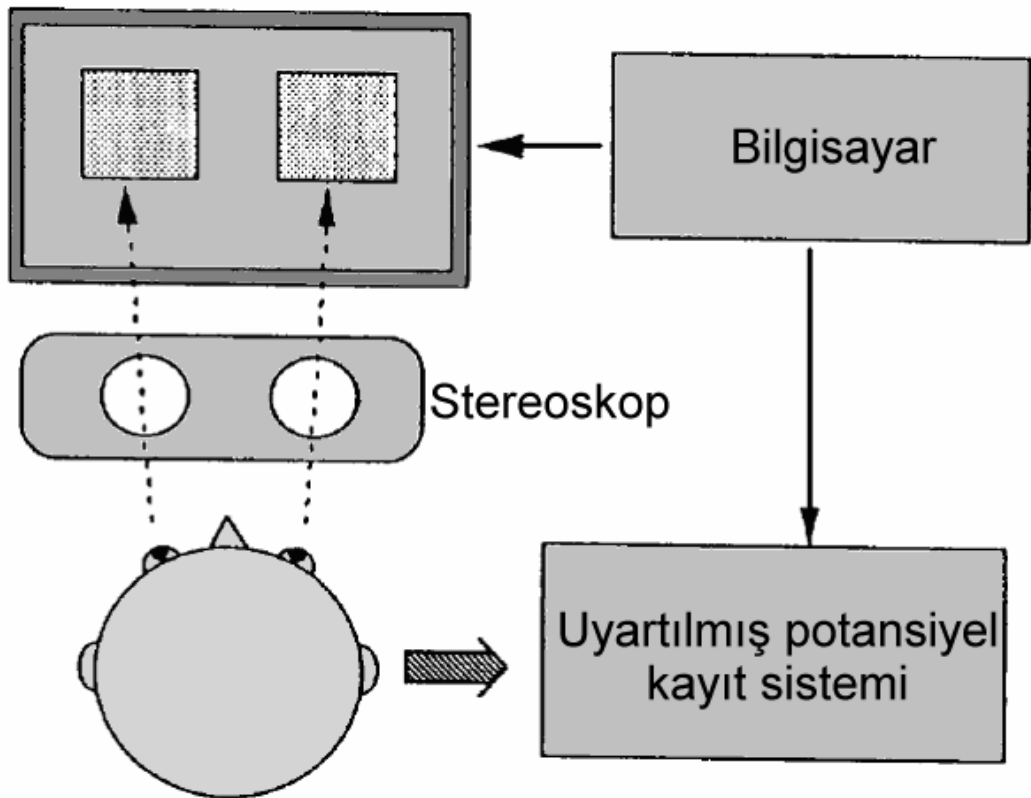 Bilgisayar
Stereoskop
Uyartılmış potansiyel
kayıt sistemi